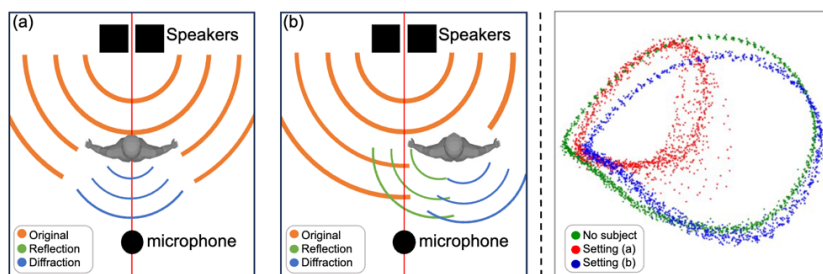 (a)
Speakers
Original
Reflection
Diffraction
microphone
(b)
Speakers
Original
Reflection
Diffraction
microphone
No subject
Setting (a)
Setting (b)